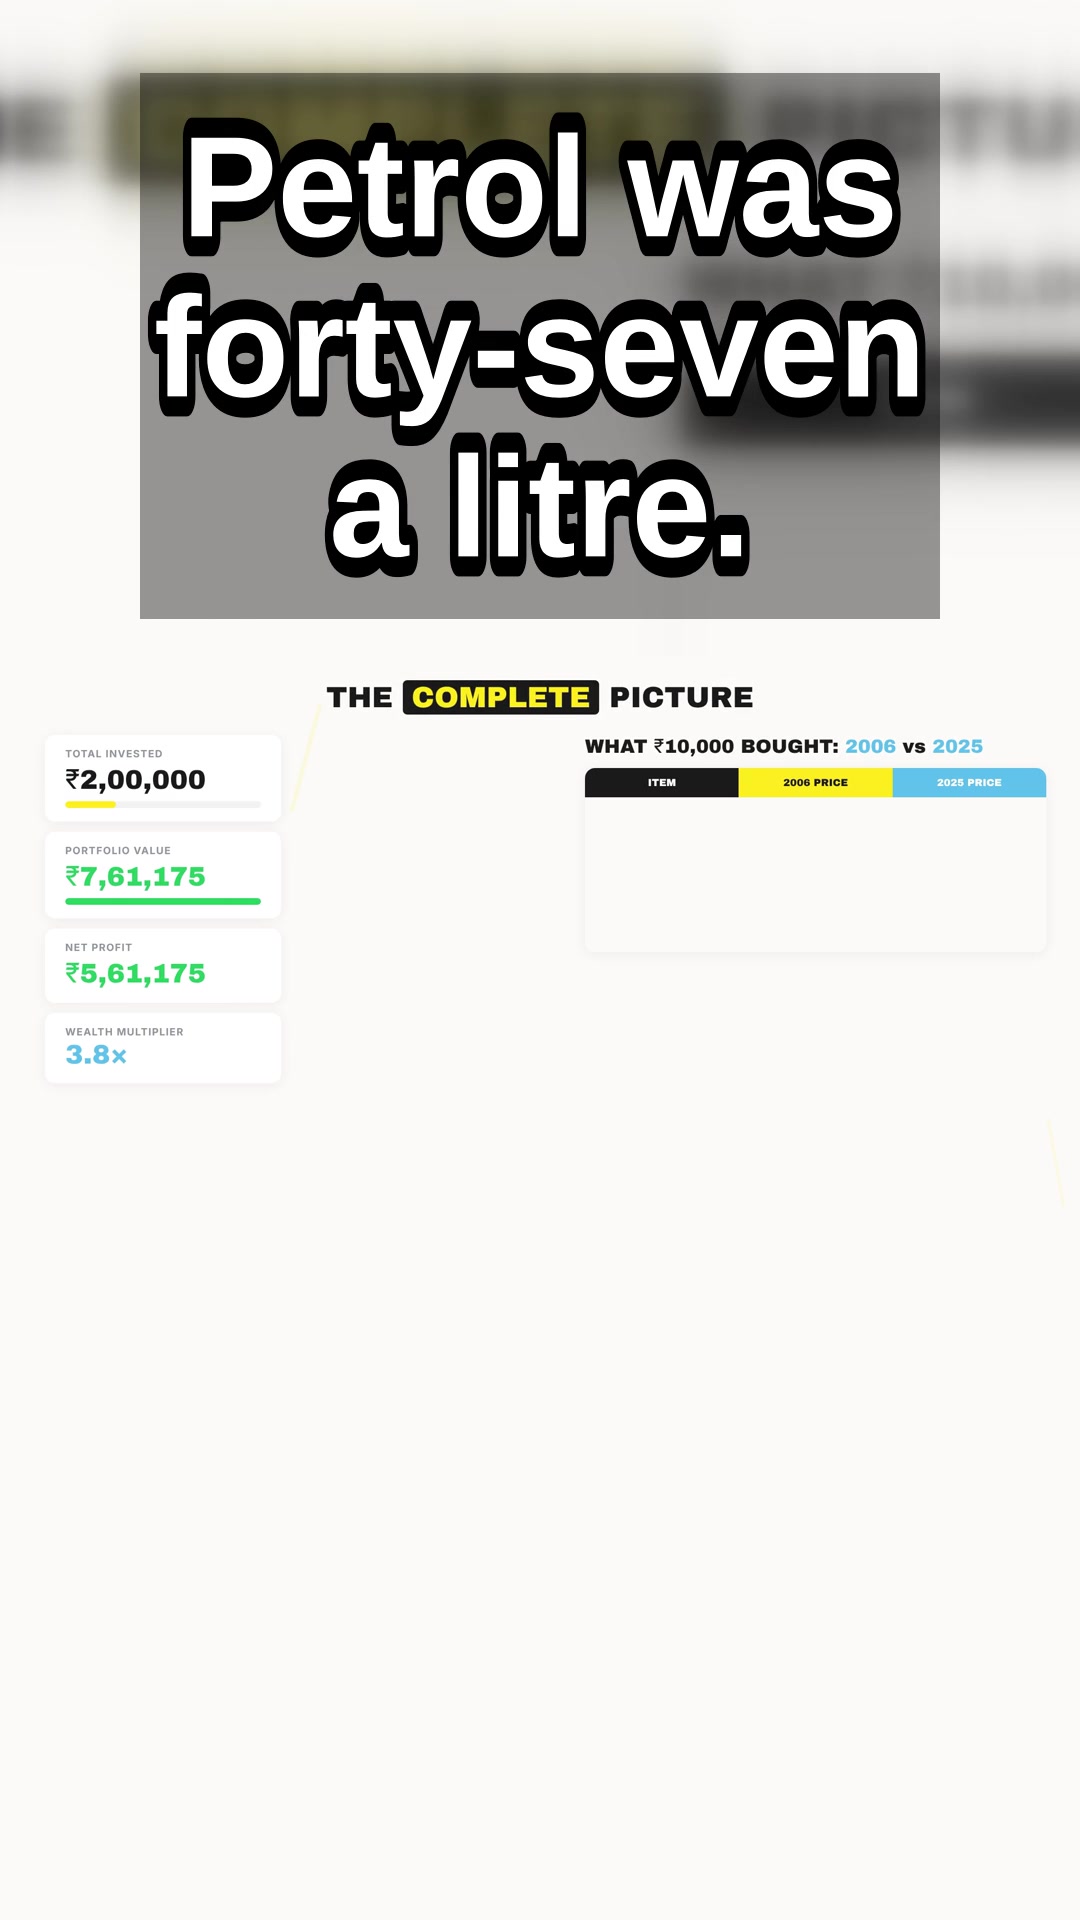 Petrol was
forty-seven
a litre.
THE COMPLETE PICTURE
TOTAL INVESTED
₹2,00,000
PORTFOLIO VALUE
₹7,61,175
NET PROFIT
₹5,61,175
WEALTH MULTIPLIER
3.8×
WHAT ₹10,000 BOUGHT: 2006 vs 2025
ITEM 2006 PRICE 2025 PRICE